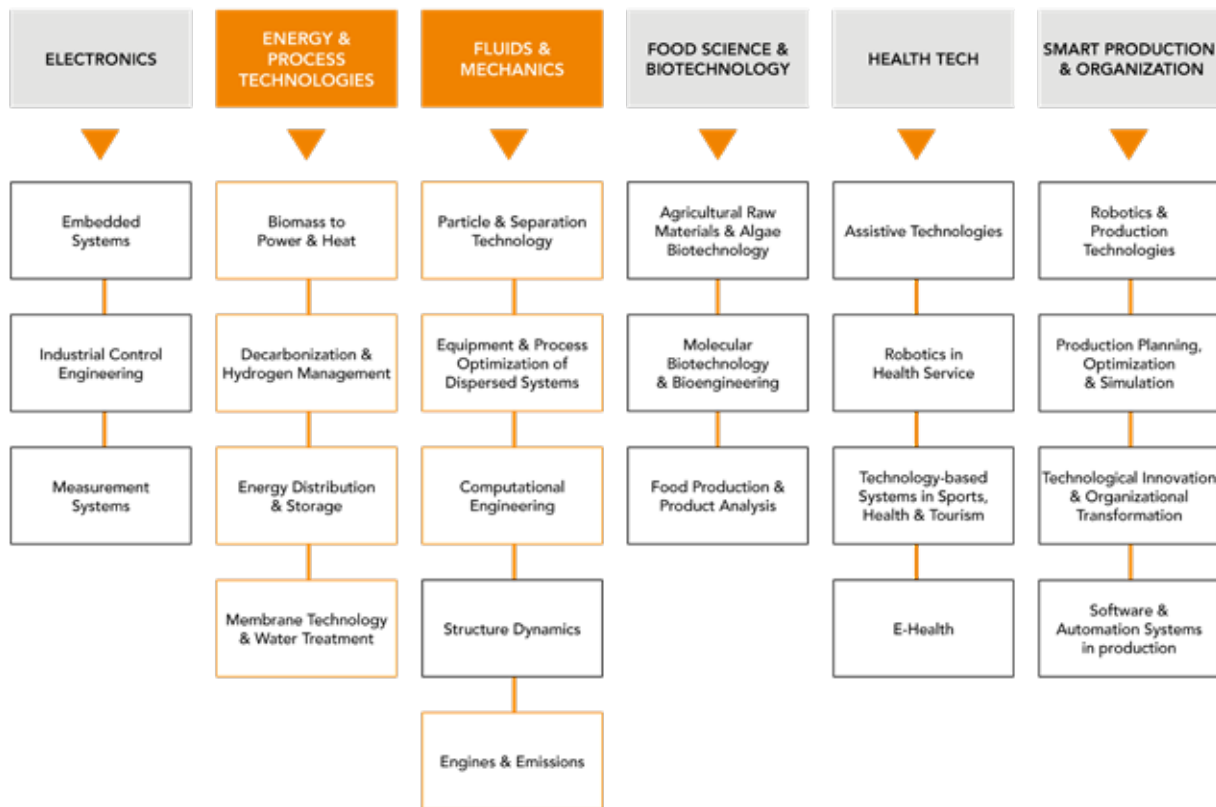 ELECTRONICS
ENERGY &
PROCESS
TECHNOLOGIES
FLUIDS &
MECHANICS
FOOD SCIENCE &
BIOTECHNOLOGY
HEALTH TECH
SMART PRODUCTION
& ORGANIZATION
Embedded
Systems
Biomass to
Power & Heat
Particle & Separation
Technology
Agricultural Raw
Materials & Algae
Biotechnology
Assistive Technologies
Robotics &
Production
Technologies
Industrial Control
Engineering
Decarbonization &
Hydrogen Management
Equipment & Process
Optimization of
Dispersed Systems
Molecular
Biotechnology
& Bioengineering
Robotics in
Health Service
Production Planning,
Optimization
& Simulation
Measurement
Systems
Energy Distribution
& Storage
Computational
Engineering
Food Production &
Product Analysis
Technology-based
Systems in Sports,
Health & Tourism
Technological Innovation
& Organizational
Transformation
Membrane Technology
& Water Treatment
Structure Dynamics
E-Health
Software &
Automation Systems
in production
Engines & Emissions